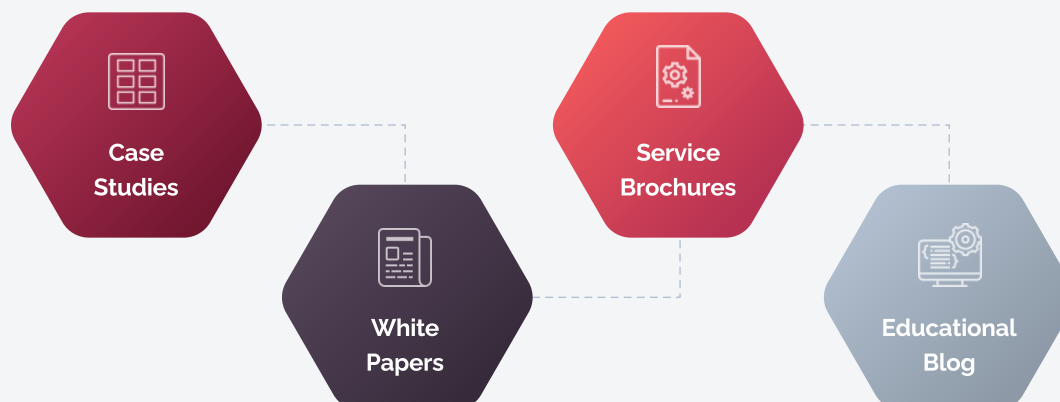 Case
Studies
White
Papers
Service
Brochures
Educational
Blog